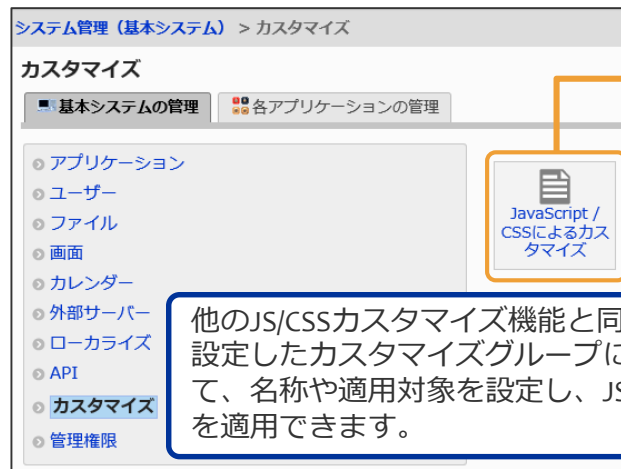 システム管理（基本システム） > カスタマイズ
カスタマイズ
基本システムの管理
各アプリケーションの管理
アプリケーション
ユーザー
ファイル
画面
カレンダー
外部サーバー
ローカライズ
API
カスタマイズ
管理権限
JavaScript /
CSSによるカス
タマイズ
他のJS/CSSカスタマイズ機能と同
設定したカスタマイズグループに
て、名称や適用対象を設定し、JS
を適用できます。